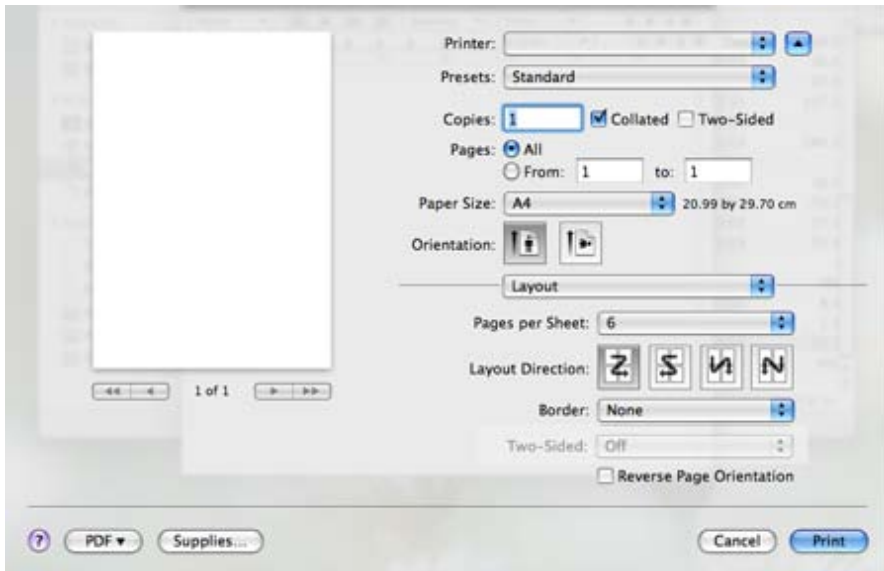 Printer:
Presets: Standard
Copies: 1 Collated Two-Sided
Pages: All
From: 1 to: 1
Paper Size: A4 20.99 by 29.70 cm
Orientation:
Layout
Pages per Sheet: 6
Layout Direction:
1 of 1
Border: None
Two-Sided: Off
Reverse Page Orientation
? PDF Supplies... Cancel Print